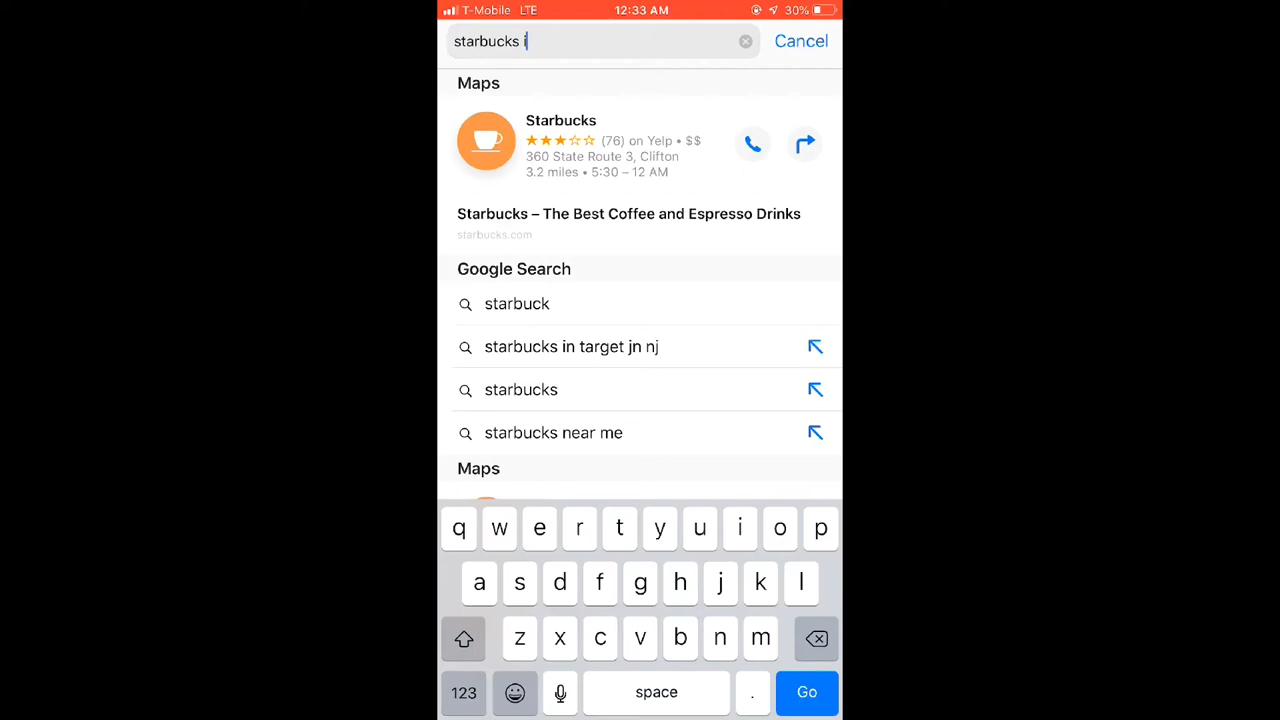 T-Mobile LTE 12:33 AM 30%
starbucks i Cancel
Maps
Starbucks
(76) on Yelp • $$
360 State Route 3, Clifton
3.2 miles • 5:30 – 12 AM
Starbucks – The Best Coffee and Espresso Drinks
starbucks.com
Google Search
starbuck
starbucks in target jn nj
starbucks
starbucks near me
Maps
q w e r t y u i o p
a s d f g h j k l
z x c v b n m
123 space . Go